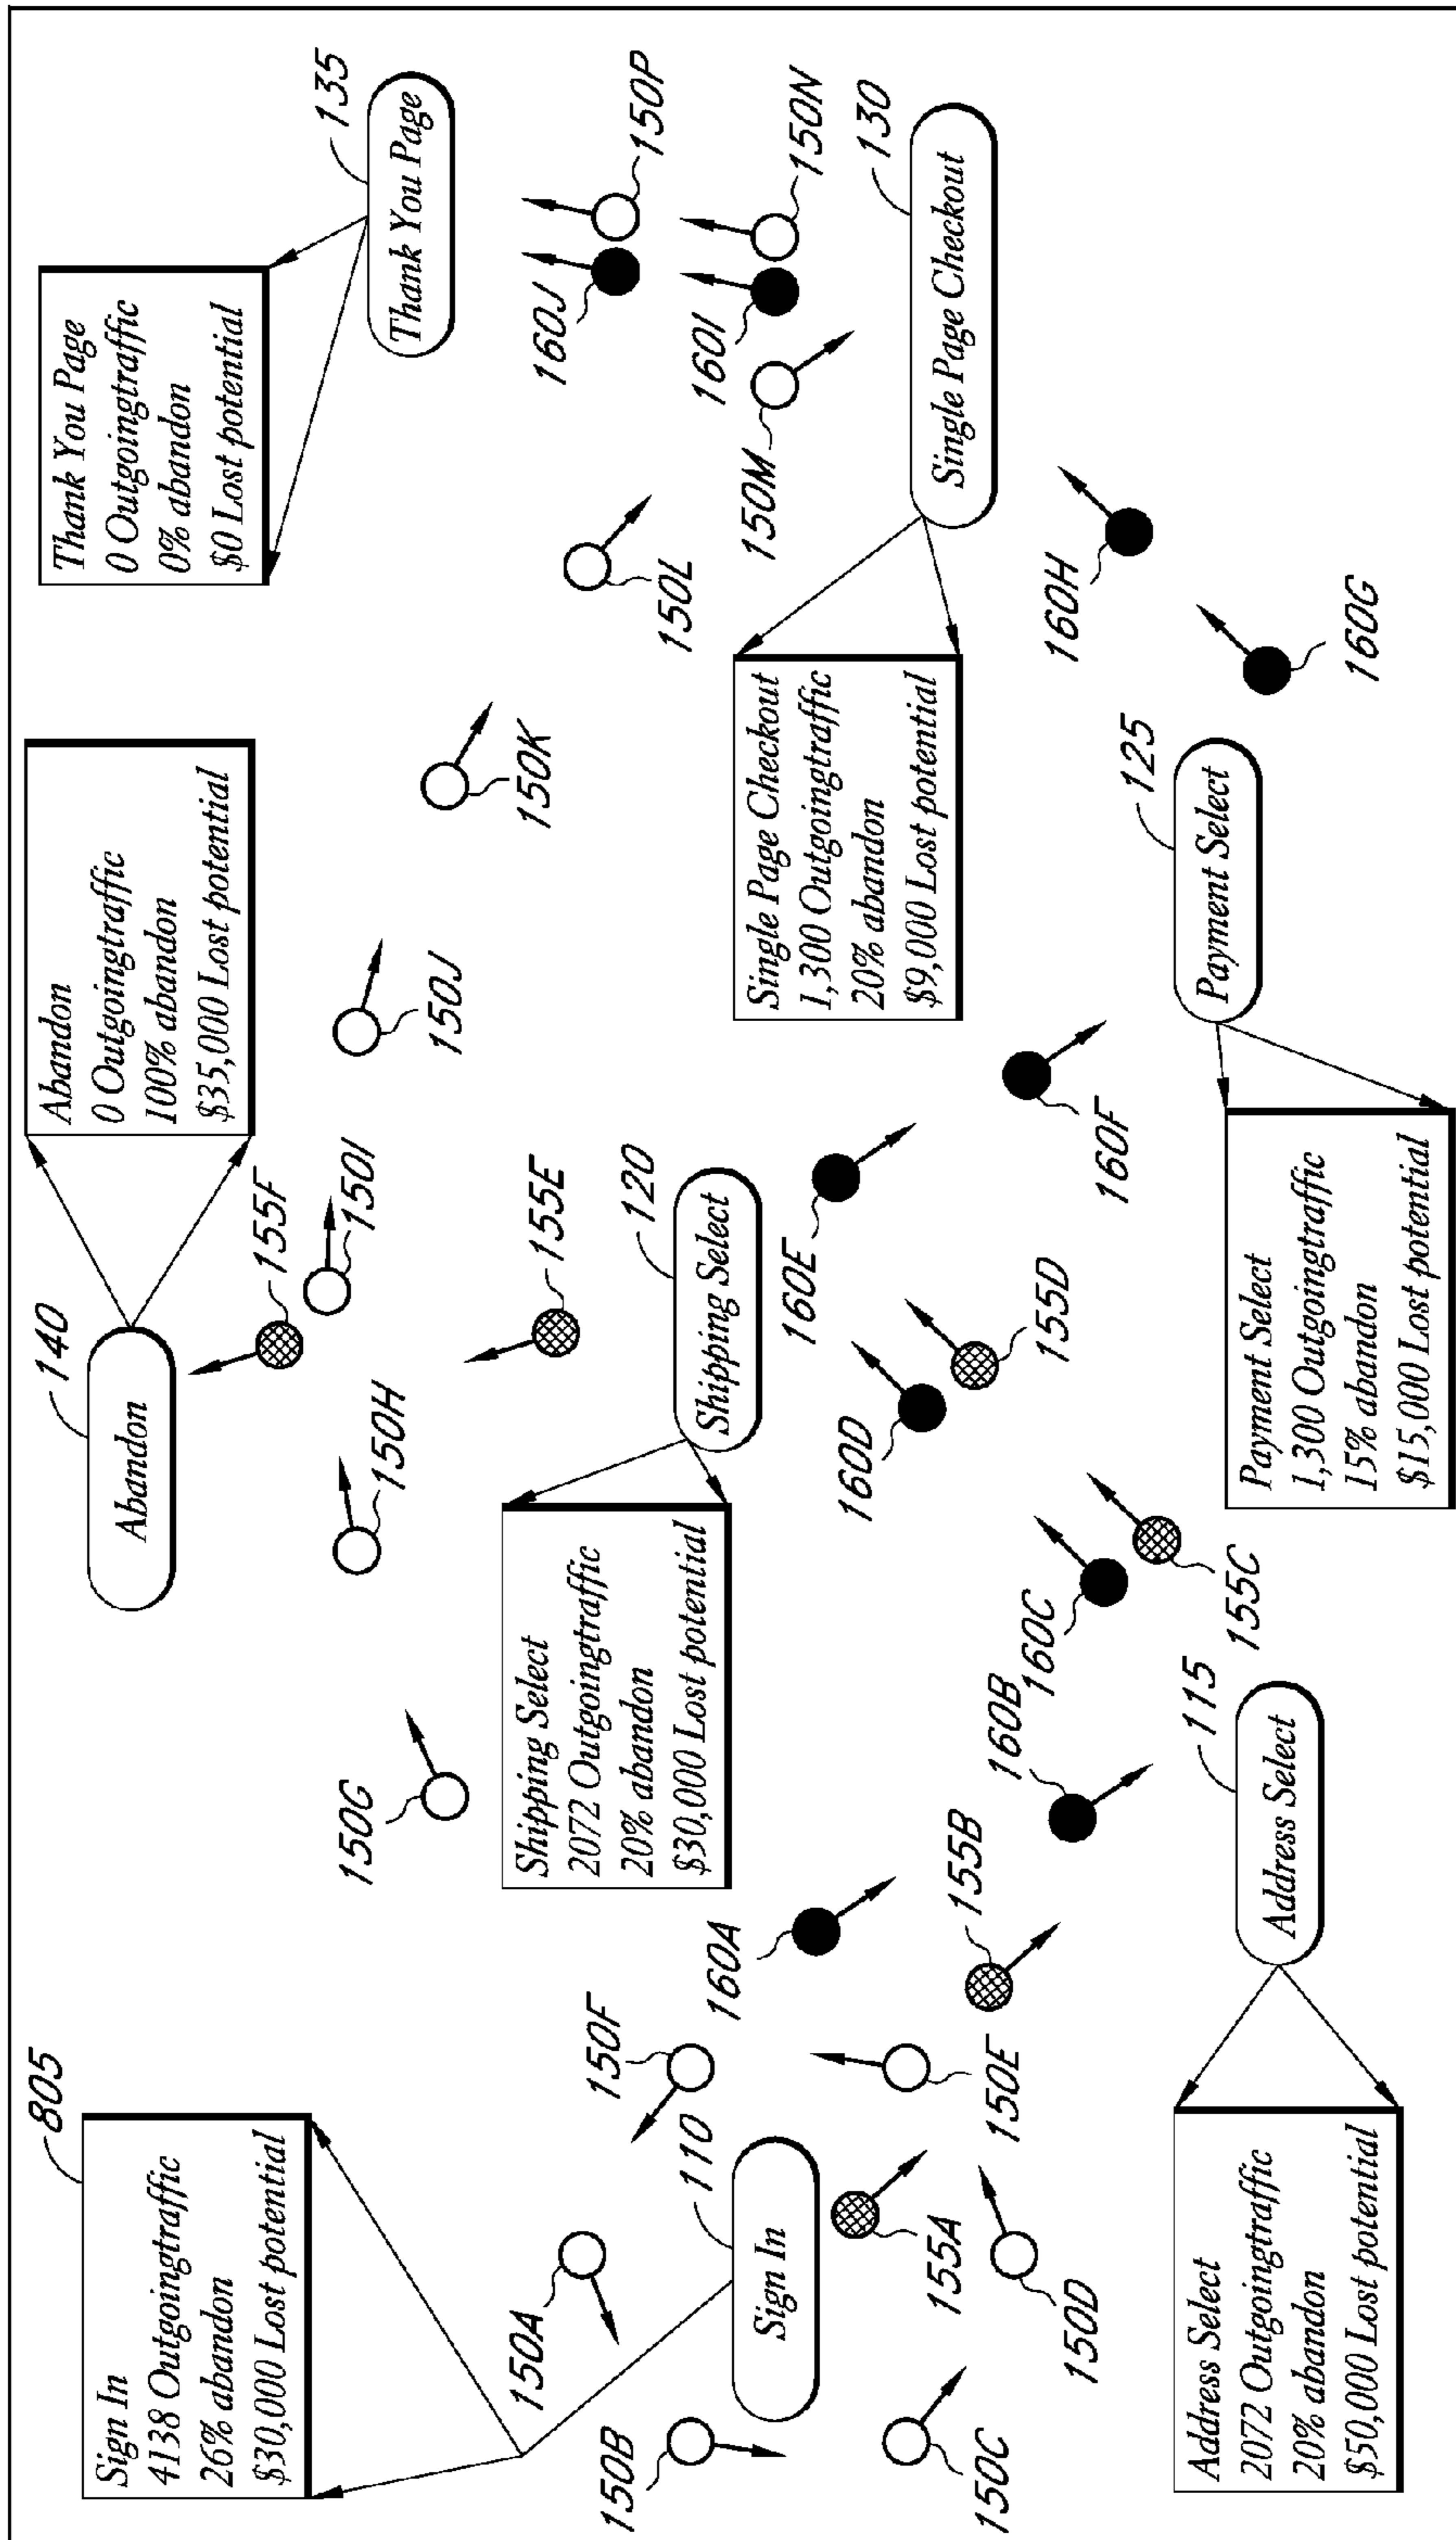 805
Sign In
4138 Outgoingtraffic
26% abandon
$30,000 Lost potential
140
Abandon
Abandon
0 Outgoingtraffic
100% abandon
$35,000 Lost potential
Thank You Page
0 Outgoingtraffic
0% abandon
$0 Lost potential
135
Thank You Page
155F
150I
150H
150G
150J
150K
150L
155E
150A
150B
150F
110
Sign In
Shipping Select
2072 Outgoingtraffic
20% abandon
$30,000 Lost potential
120
Shipping Select
160J
150P
160I
150N
150M
130
Single Page Checkout
Single Page Checkout
1,300 Outgoingtraffic
20% abandon
$9,000 Lost potential
160A
155A
150C
150D
150E
155B
160B
160C
155C
160D
155D
160E
160F
160H
160G
115
Address Select
Address Select
2072 Outgoingtraffic
20% abandon
$50,000 Lost potential
125
Payment Select
Payment Select
1,300 Outgoingtraffic
15% abandon
$15,000 Lost potential